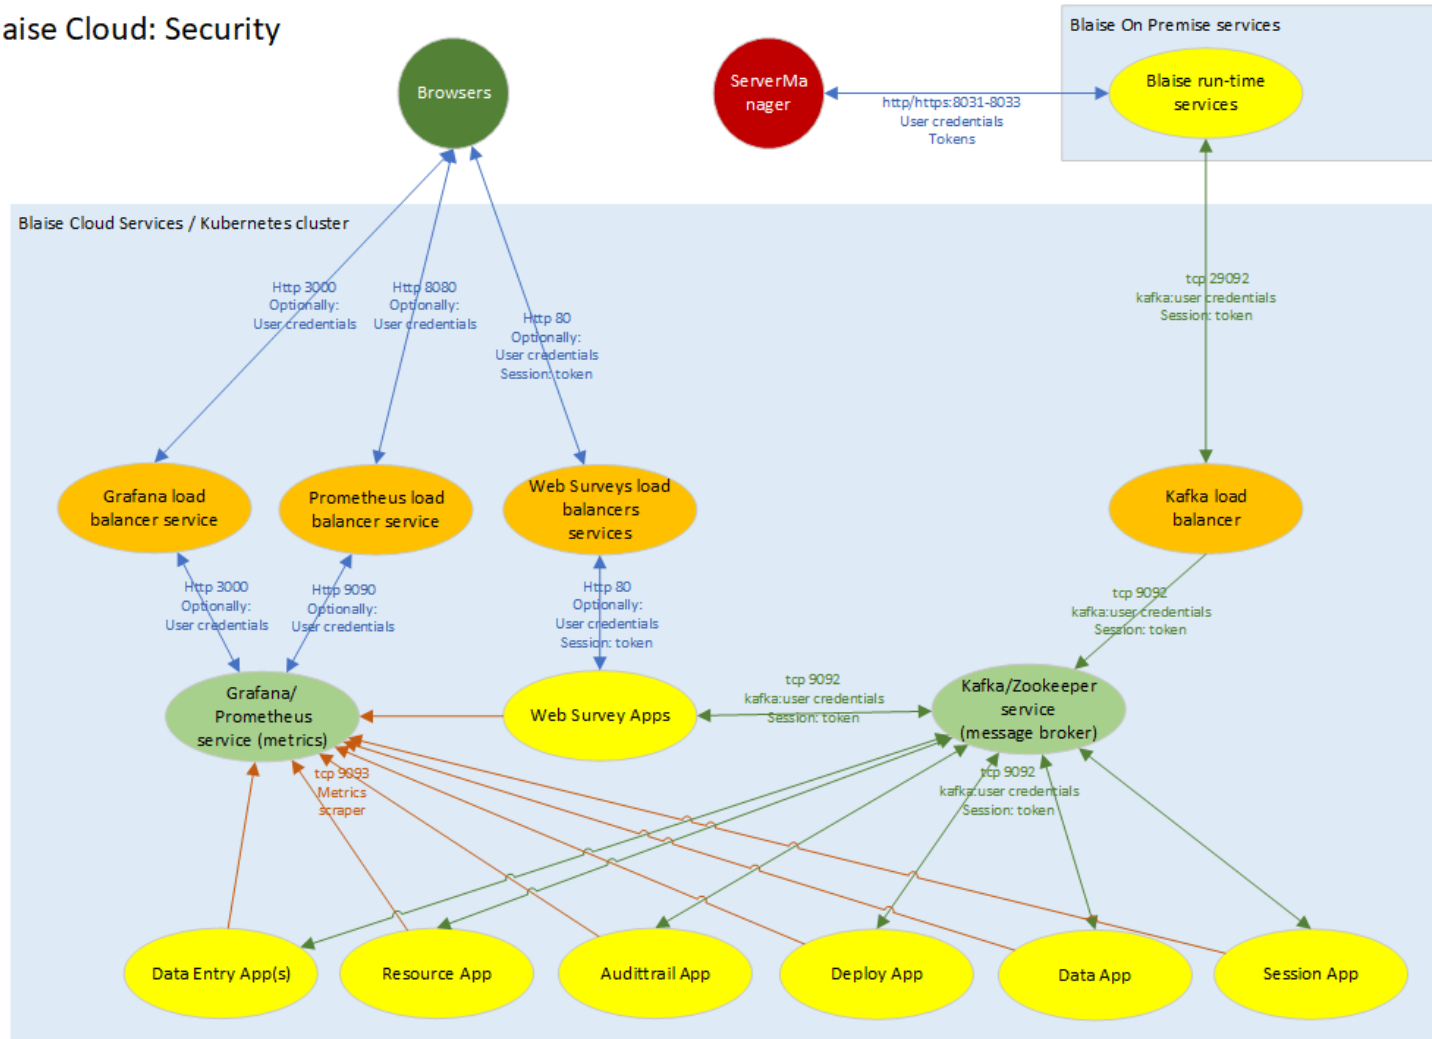 aise Cloud: Security
Blaise On Premise services
Browsers
ServerMa
nager
http/https:8031-8033
User credentials
Tokens
Blaise run-time
services
Blaise Cloud Services / Kubernetes cluster
Http 3000
Optionally:
User credentials
Http 8080
Optionally:
User credentials
Http 80
Optionally:
User credentials
Session: token
tcp 29092
kafka:user credentials
Session: token
Grafana load
balancer service
Prometheus load
balancer service
Web Surveys load
balancers
services
Kafka load
balancer
Http 3000
Optionally:
User credentials
Http 9090
Optionally:
User credentials
Http 80
Optionally:
User credentials
Session: token
tcp 9092
kafka:user credentials
Session: token
Grafana/
Prometheus
service (metrics)
Web Survey Apps
tcp 9092
kafka:user credentials
Session: token
Kafka/Zookeeper
service
(message broker)
tcp 9093
Metrics
scraper
tcp 9092
kafka:user credentials
Session: token
Data Entry App(s)
Resource App
Audittrail App
Deploy App
Data App
Session App